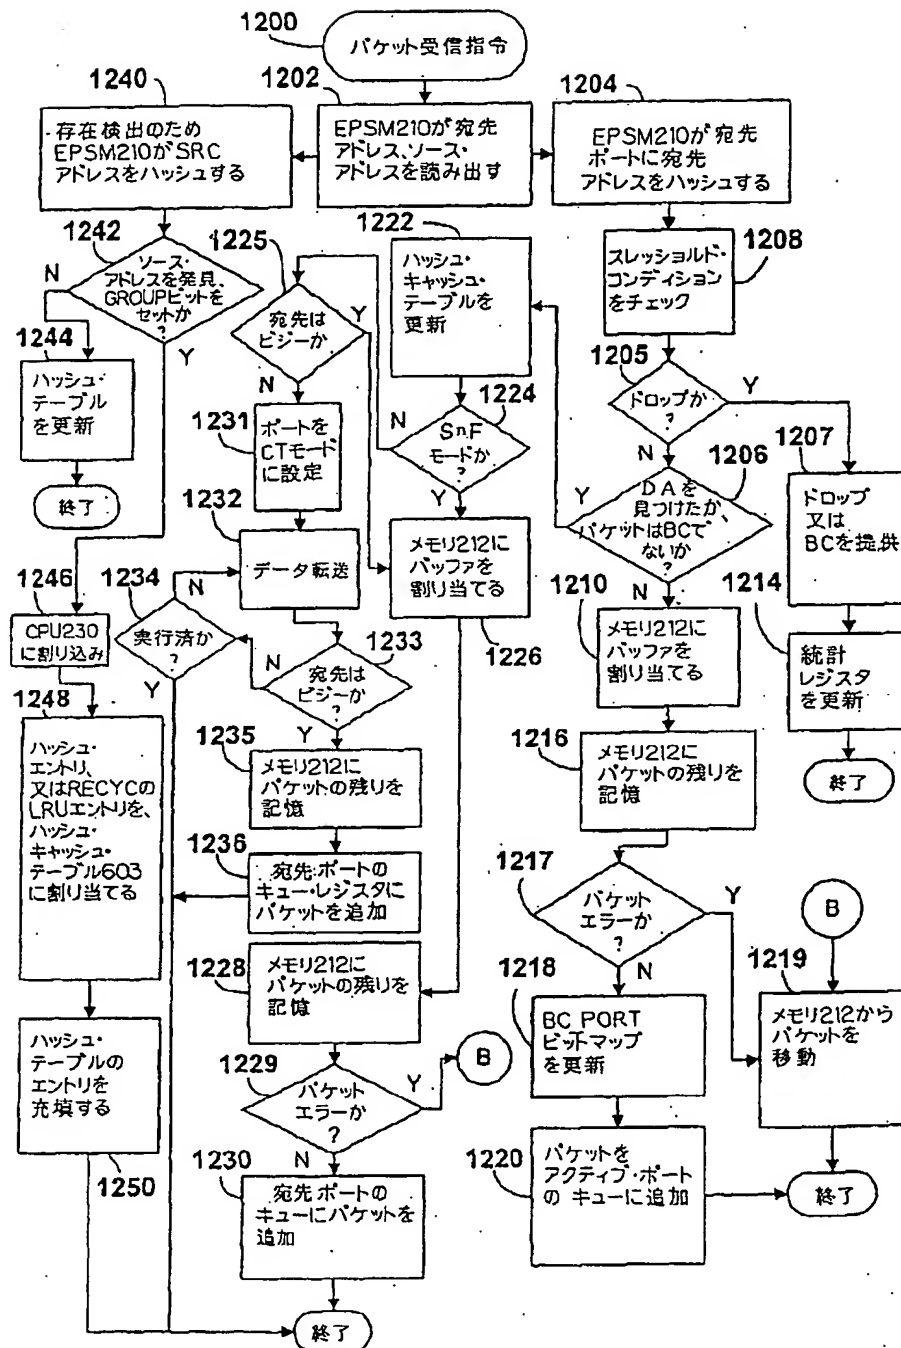 1200
パケット受信指令
1240
存在検出のため
EPSM210がSRC
アドレスをハッシュする
1202
EPSM210が宛先
アドレス、ソース・
アドレスを読み出す
1204
EPSM210が宛先
ポートに宛先
アドレスをハッシュする
1242
ソース・
アドレスを発見、
GROUPビットを
セットか
?
N
Y
1244
ハッシュ・
テーブル
を更新
終了
1225
宛先は
ビジーか
?
Y
N
1222
ハッシュ・
キャッシュ・
テーブルを
更新
1208
スレッショルド・
コンディション
をチェック
1205
ドロップか
?
Y
N
1224
SnF
モードか
?
N
Y
1231
ポートを
CTモード
に設定
1206
DAを
見つけたか、
パケットはBCで
ないか
?
Y
N
1207
ドロップ
又は
BCを提供
1232
データ転送
1226
メモリ212に
バッファを
割り当てる
1210
メモリ212に
バッファを
割り当てる
1214
統計
レジスタ
を更新
終了
1234
実行済か
?
N
Y
1246
CPU230
に割り込み
1233
宛先は
ビジーか
?
N
Y
1248
ハッシュ・
エントリ、
又はRECYCの
LRUエントリを、
ハッシュ・
キャッシュ・
テーブル603
に割り当てる
1235
メモリ212に
パケットの残りを
記憶
1216
メモリ212に
パケットの残りを
記憶
1236
宛先ポートの
キュー・レジスタに
パケットを追加
1217
パケット
エラーか
?
Y
N
B
1228
メモリ212に
パケットの残りを
記憶
1218
BC PORT
ビットマップ
を更新
1219
メモリ212から
パケットを
移動
ハッシュ・
テーブルの
エントリを
充填する
1250
1229
パケット
エラーか
?
Y
N
B
1230
宛先ポートの
キューにパケットを
追加
1220
パケットを
アクティブ・ポート
のキューに追加
終了
終了